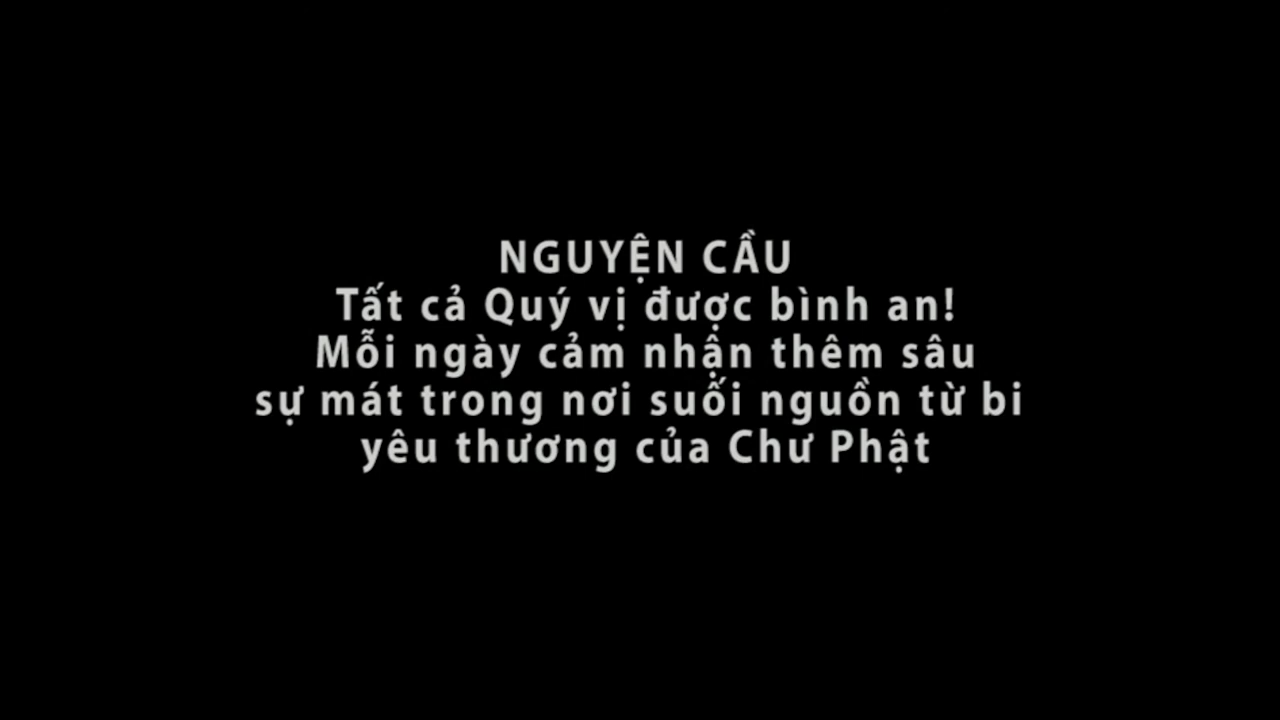 NGUYỆN CẦU
Tất cả Quý vị được bình an!
Mỗi ngày cảm nhận thêm sâu
sự mát trong nơi suối nguồn từ bi
yêu thương của Chư Phật